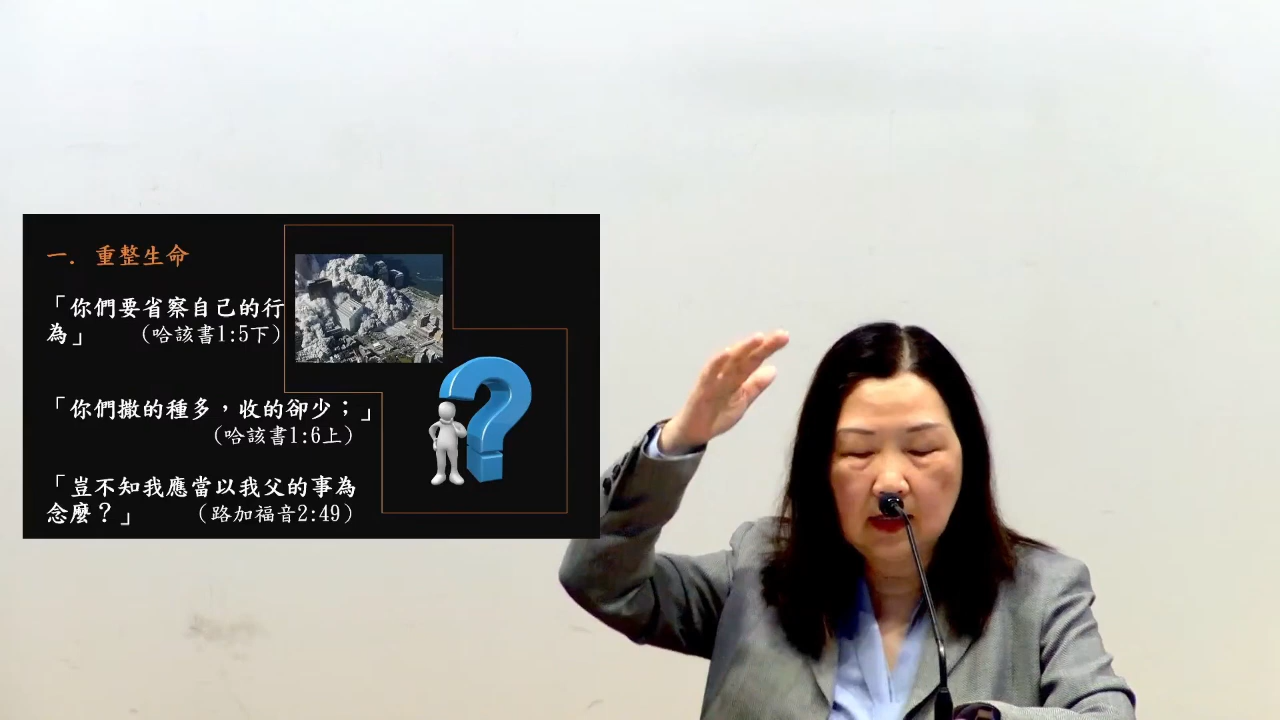 一. 重整生命
「你們要省察自己的行
為」 （哈該書1:5下）
「你們撒的種多，收的卻少；」
（哈該書1:6上）
「豈不知我應當以我父的事為
念麼？」 （路加福音2:49）